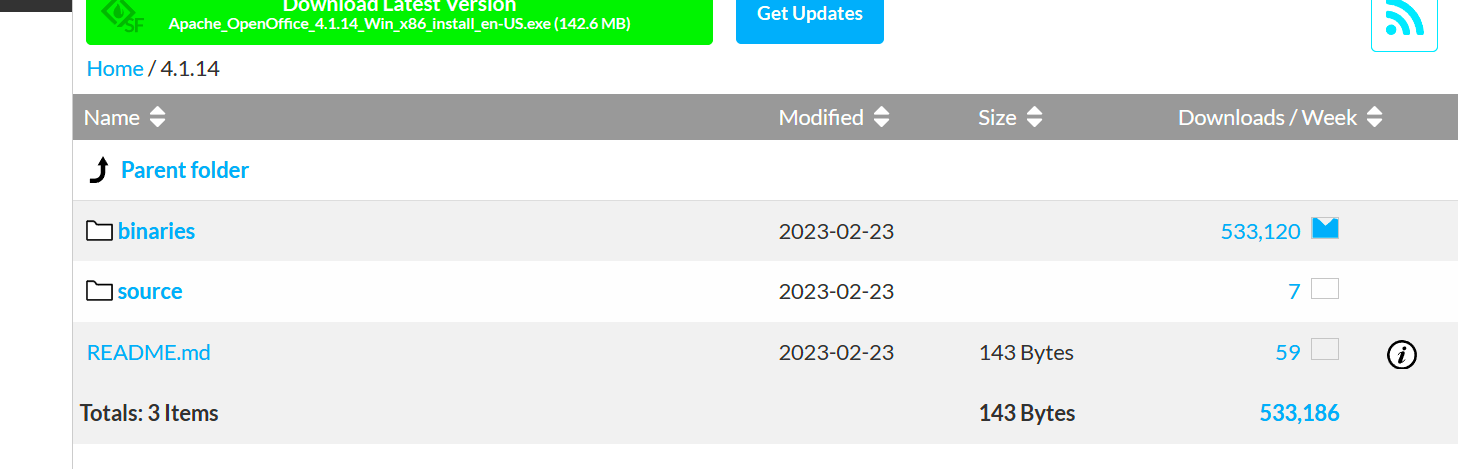 Download Latest Version
SF
Apache_OpenOffice_4.1.14_Win_x86_install_en-US.exe (142.6 MB)
Get Updates
Home / 4.1.14
Name Modified Size Downloads / Week
Parent folder
binaries 2023-02-23 533,120
source 2023-02-23 7
README.md 2023-02-23 143 Bytes 59 i
Totals: 3 Items 143 Bytes 533,186